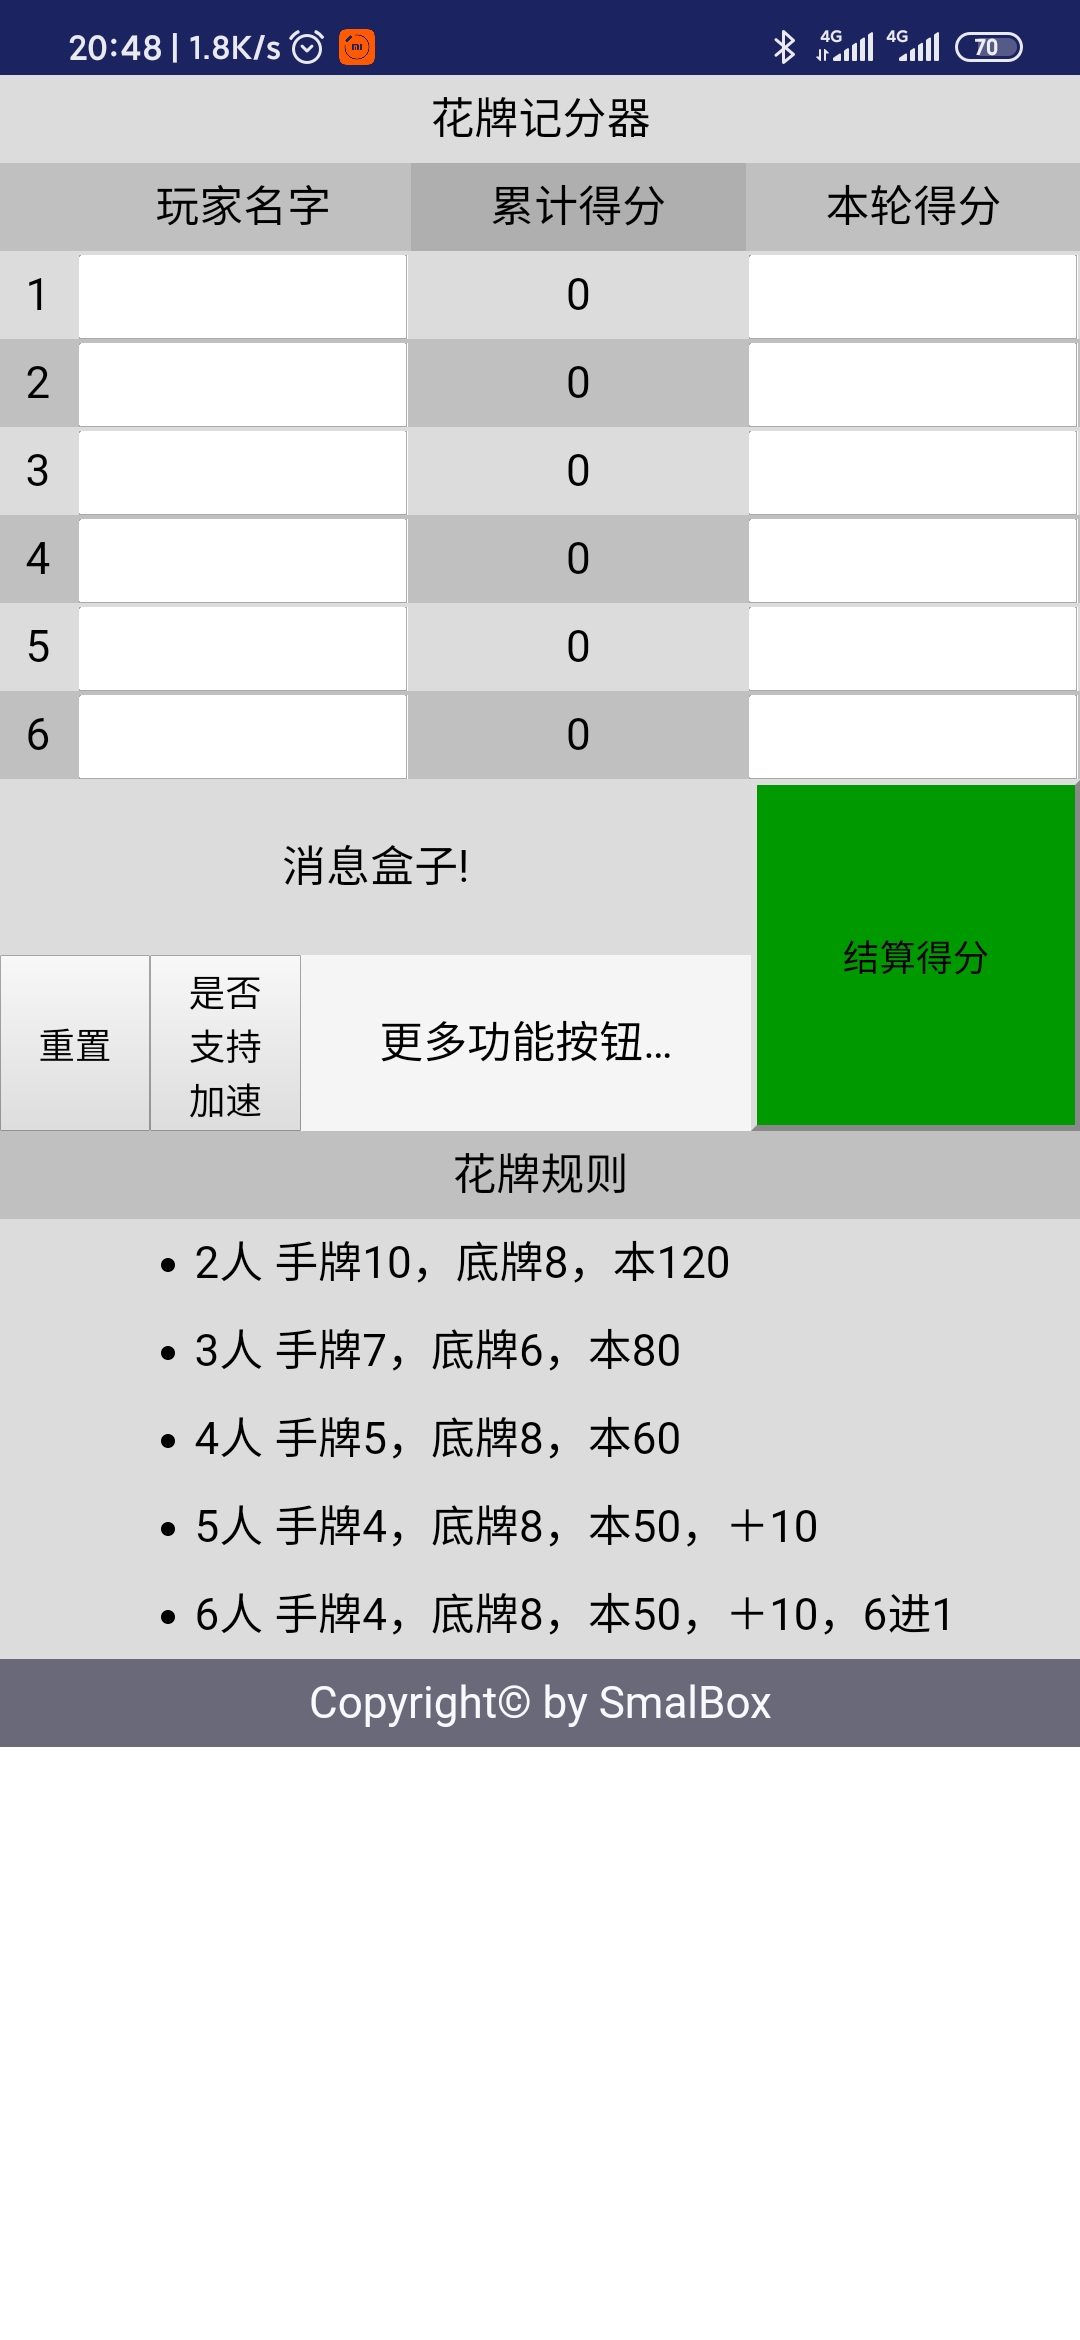 20:48 | 1.8K/s
4G 4G 70
花牌记分器
玩家名字 累计得分 本轮得分
1 0
2 0
3 0
4 0
5 0
6 0
消息盒子!
结算得分
重置
是否
支持
加速
更多功能按钮...
花牌规则
• 2人 手牌10，底牌8，本120
• 3人 手牌7，底牌6，本80
• 4人 手牌5，底牌8，本60
• 5人 手牌4，底牌8，本50，＋10
• 6人 手牌4，底牌8，本50，＋10，6进1
Copyright© by SmalBox